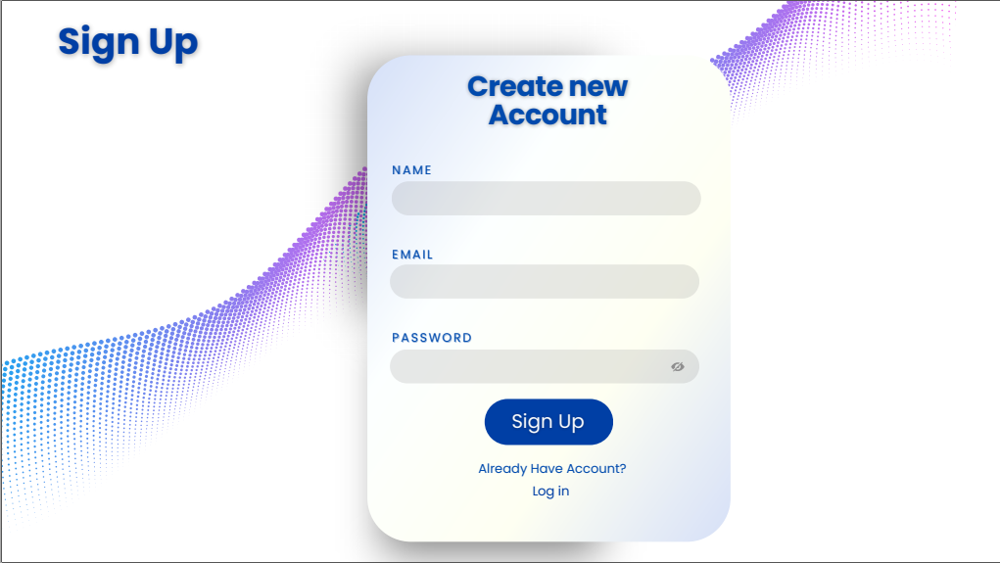 Sign Up
Create new
Account
NAME
EMAIL
PASSWORD
Sign Up
Already Have Account?
Log in